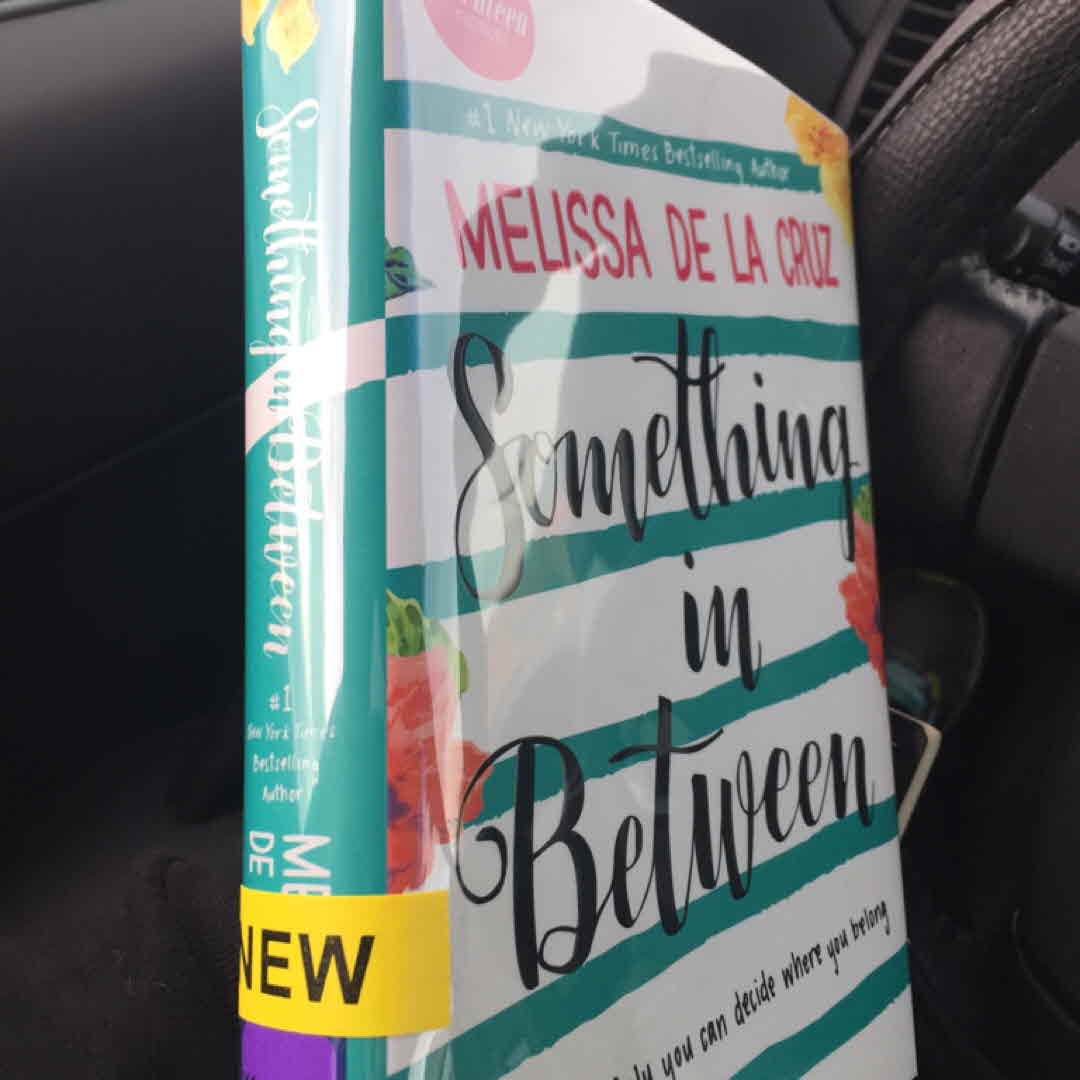 #1 New York Times Bestselling Author
MELISSA DE LA CRUZ
Something
in
Between
you can decide where you belong
Something in Between
#1
New York Times
Bestselling
Author
DE
NEW